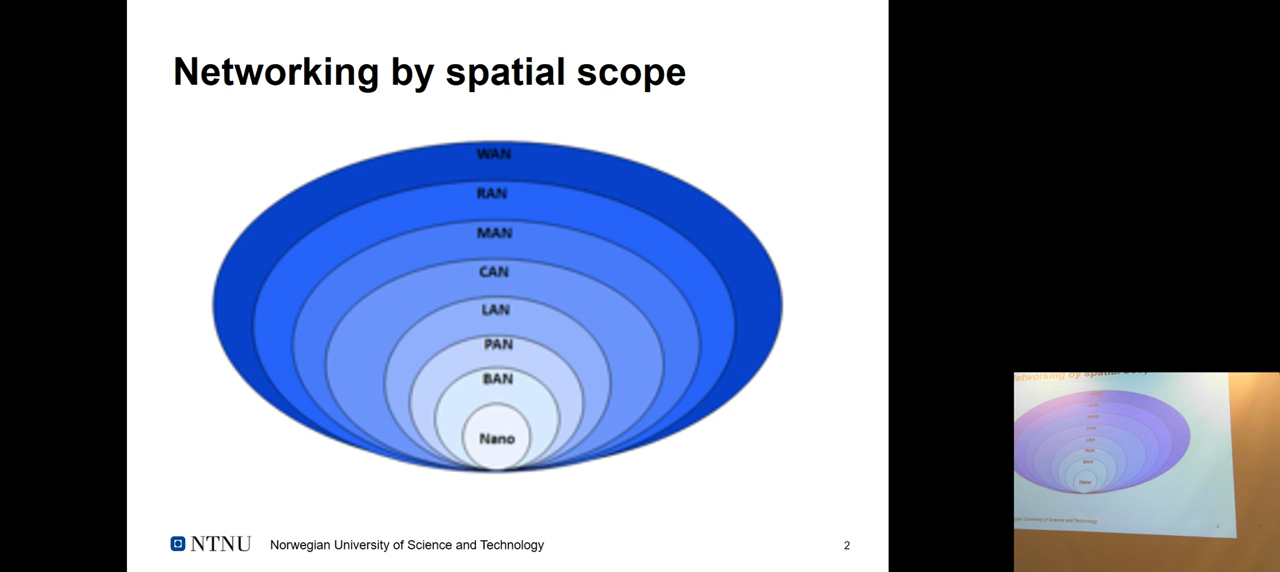 Networking by spatial scope
WAN
RAN
MAN
CAN
LAN
PAN
BAN
Nano
NTNU
Norwegian University of Science and Technology
2